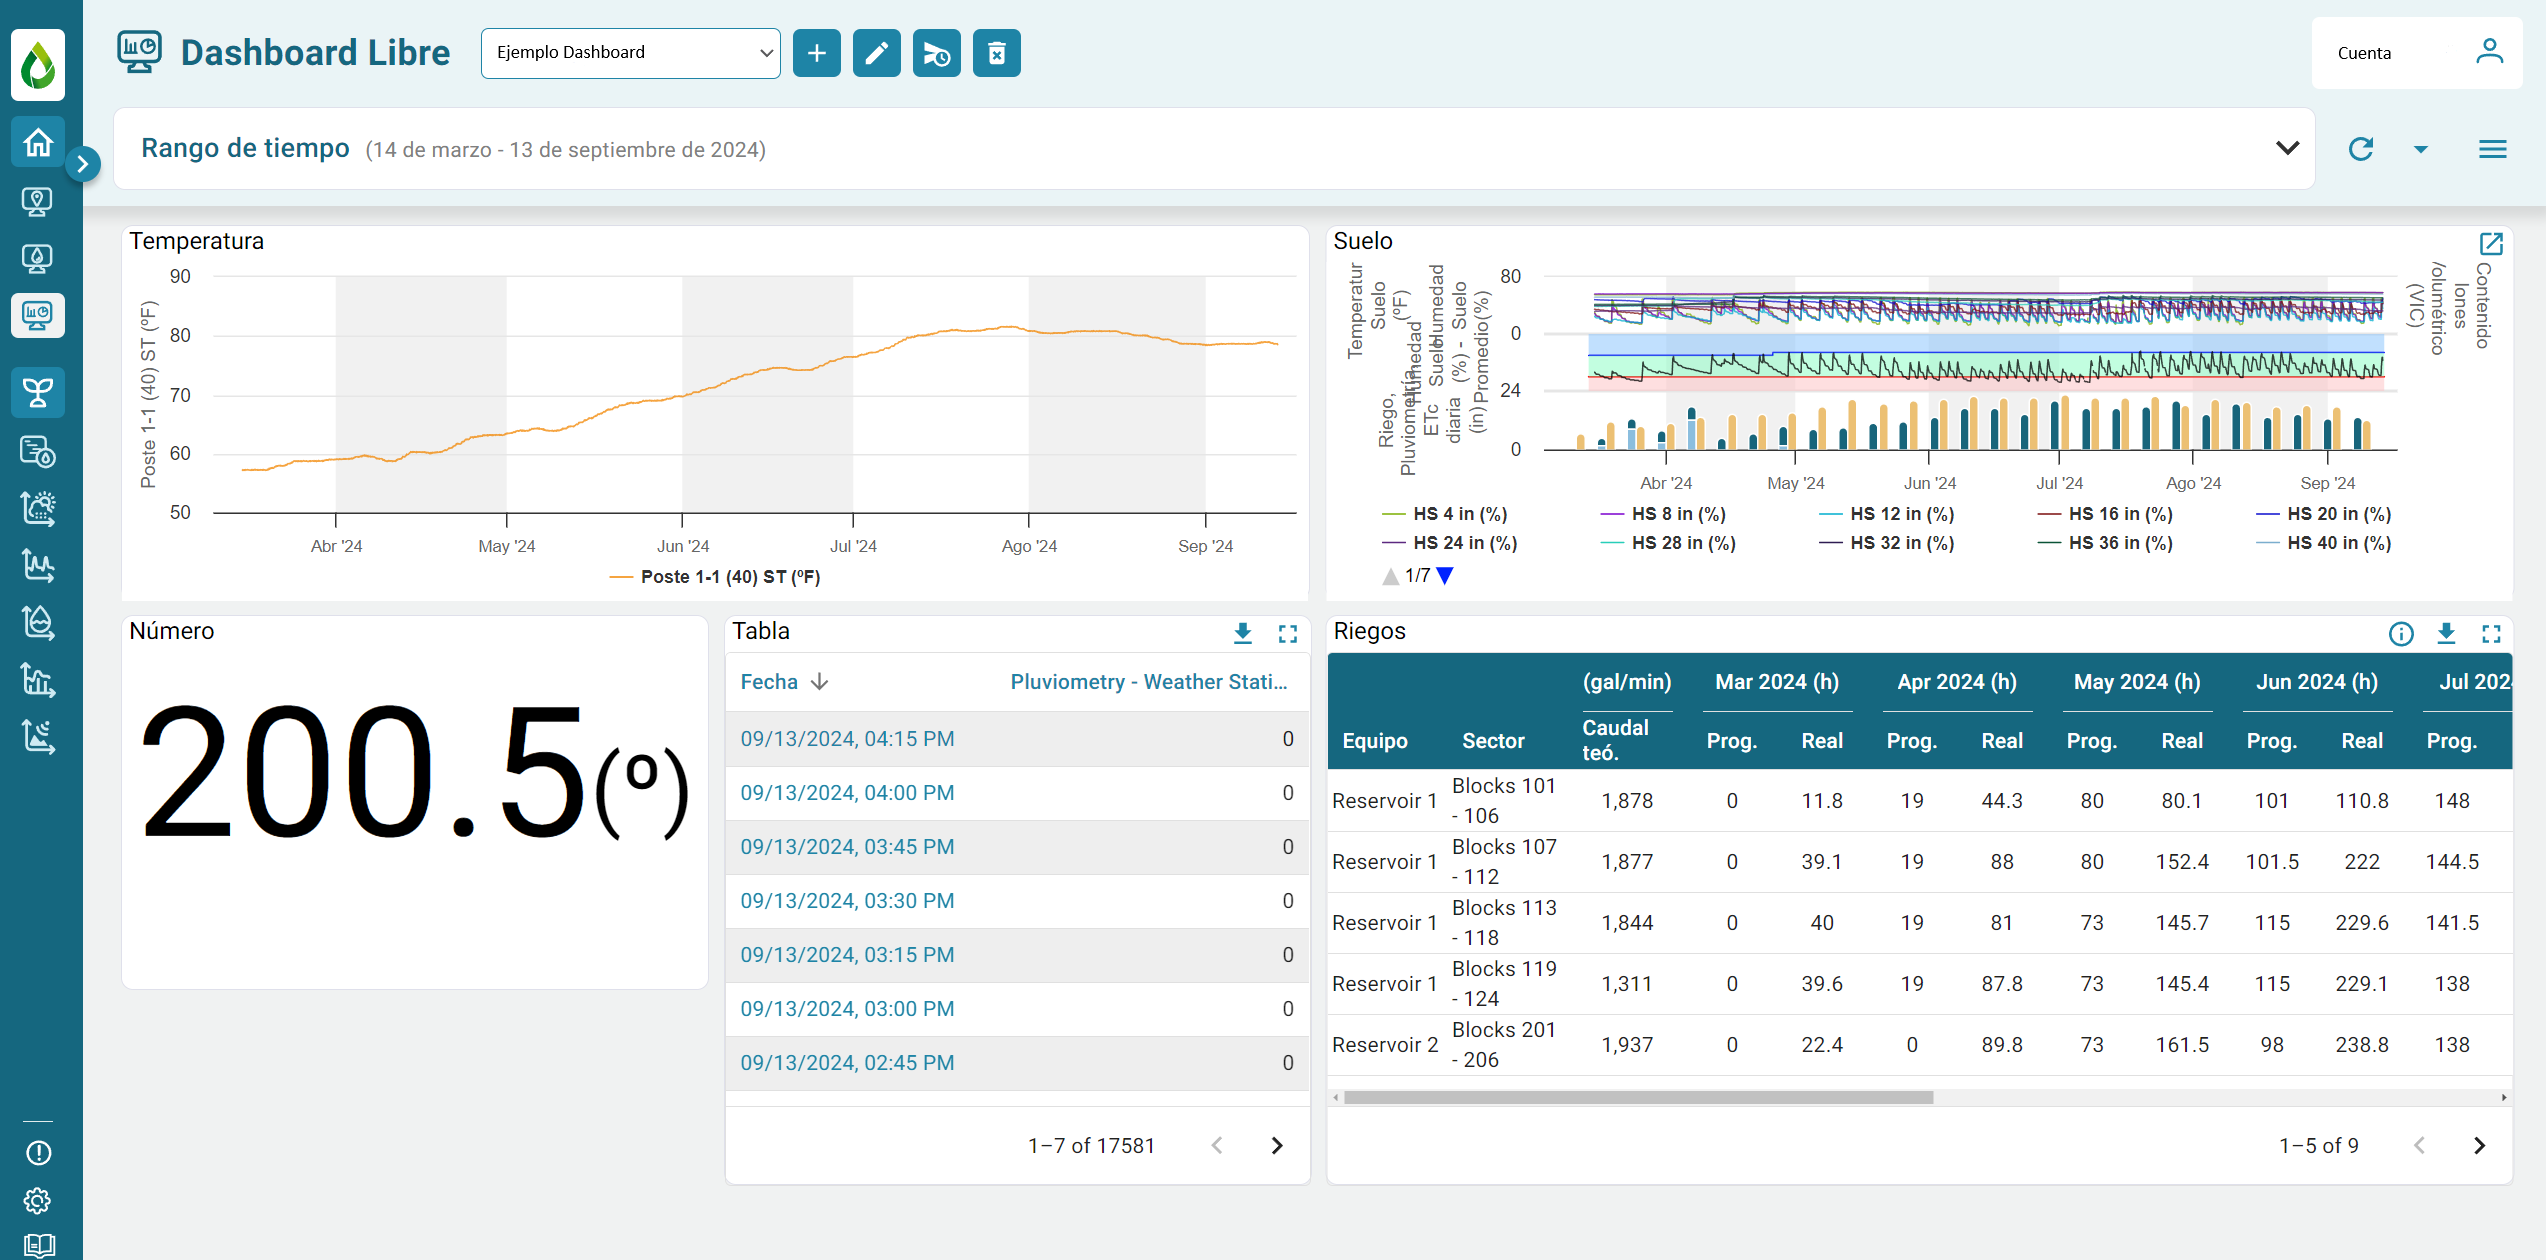 Dashboard Libre
Ejemplo Dashboard
Cuenta
Rango de tiempo (14 de marzo - 13 de septiembre de 2024)
Temperatura
90
80
70
60
50
Poste 1-1 (40) ST (ºF)
Abr '24 May '24 Jun '24 Jul '24 Ago '24 Sep '24
Poste 1-1 (40) ST (ºF)
Suelo
Temperatur
Suelo
(ºF)
Humedad
Suelo
(%) - Suelo
Promedio(%)
Riego,
Pluviometría
ETc
diaria
(in)
80
0
24
0
Contenido
Iones
/olumétrico
(VIC)
Abr '24 May '24 Jun '24 Jul '24 Ago '24 Sep '24
HS 4 in (%) HS 8 in (%) HS 12 in (%) HS 16 in (%) HS 20 in (%)
HS 24 in (%) HS 28 in (%) HS 32 in (%) HS 36 in (%) HS 40 in (%)
1/7
Número
200.5(º)
Tabla
Fecha Pluviometry - Weather Stati...
09/13/2024, 04:15 PM 0
09/13/2024, 04:00 PM 0
09/13/2024, 03:45 PM 0
09/13/2024, 03:30 PM 0
09/13/2024, 03:15 PM 0
09/13/2024, 03:00 PM 0
09/13/2024, 02:45 PM 0
1–7 of 17581
Riegos
(gal/min) Mar 2024 (h) Apr 2024 (h) May 2024 (h) Jun 2024 (h) Jul 202
Equipo Sector Caudal teó. Prog. Real Prog. Real Prog. Real Prog. Real Prog.
Reservoir 1 Blocks 101 - 106 1,878 0 11.8 19 44.3 80 80.1 101 110.8 148
Reservoir 1 Blocks 107 - 112 1,877 0 39.1 19 88 80 152.4 101.5 222 144.5
Reservoir 1 Blocks 113 - 118 1,844 0 40 19 81 73 145.7 115 229.6 141.5
Reservoir 1 Blocks 119 - 124 1,311 0 39.6 19 87.8 73 145.4 115 229.1 138
Reservoir 2 Blocks 201 - 206 1,937 0 22.4 0 89.8 73 161.5 98 238.8 138
1–5 of 9